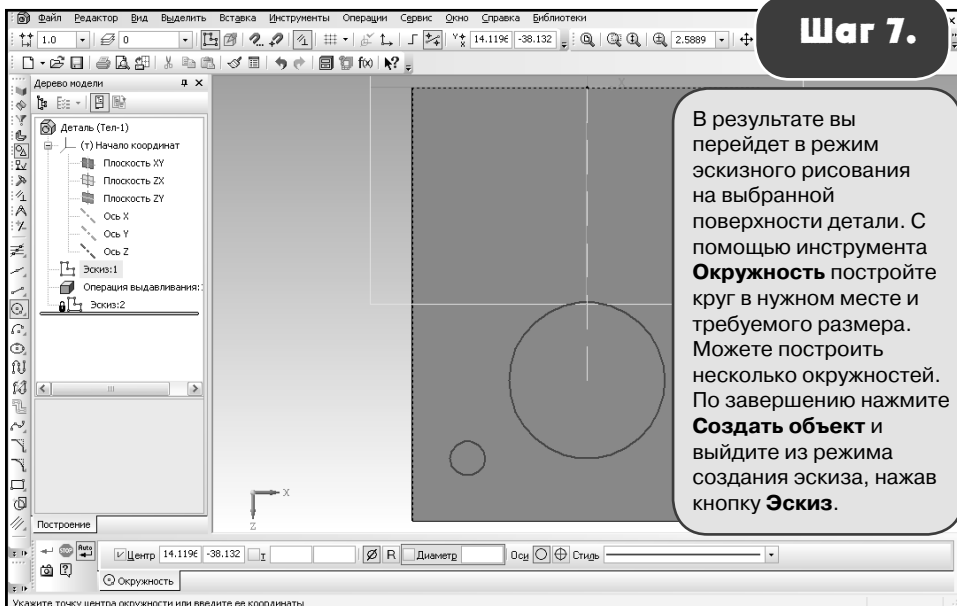 Файл Редактор Вид Выделить Вставка Инструменты Операции Сервис Окно Справка Библиотеки
Шаг 7.
1.0 0 14.1196 -38.132 2.5889
Дерево модели
Деталь (Тел-1)
(т) Начало координат
Плоскость XY
Плоскость ZX
Плоскость ZY
Ось X
Ось Y
Ось Z
Эскиз:1
Операция выдавливания:
Эскиз:2
Построение
X
Z
В результате вы
перейдет в режим
эскизного рисования
на выбранной
поверхности детали. С
помощью инструмента
Окружность постройте
круг в нужном месте и
требуемого размера.
Можете построить
несколько окружностей.
По завершению нажмите
Создать объект и
выйдите из режима
создания эскиза, нажав
кнопку Эскиз.
Auto Центр 14.1196 -38.132 т R Диаметр Оси Стиль
Окружность
Укажите точку центра окружности или введите ее координаты